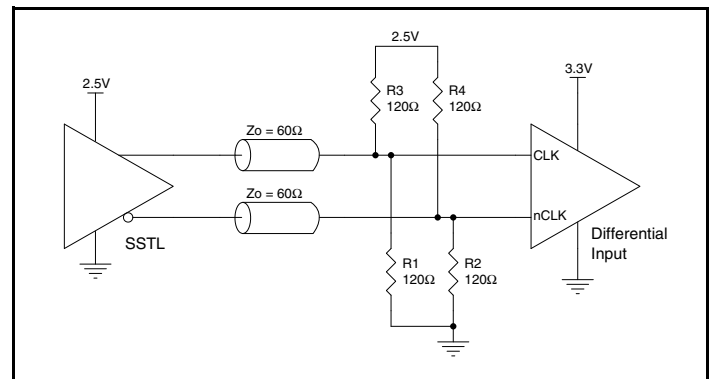 2.5V
3.3V
2.5V
R3
120Ω
R4
120Ω
Zo = 60Ω
CLK
Zo = 60Ω
nCLK
SSTL
Differential
Input
R1
120Ω
R2
120Ω